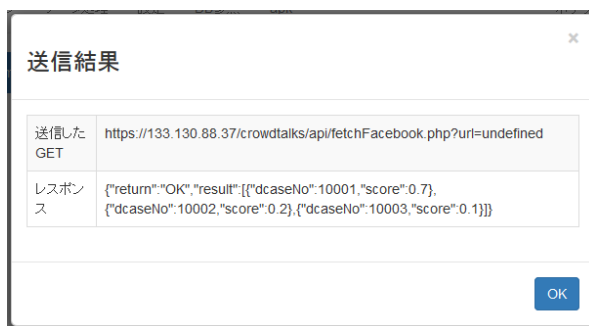 ×
送信結果
送信した https://133.130.88.37/crowdtalks/api/fetchFacebook.php?url=undefined
GET
レスポン {"return":"OK","result":[{"dcaseNo":10001,"score":0.7},
ス {"dcaseNo":10002,"score":0.2},{"dcaseNo":10003,"score":0.1}]}
OK